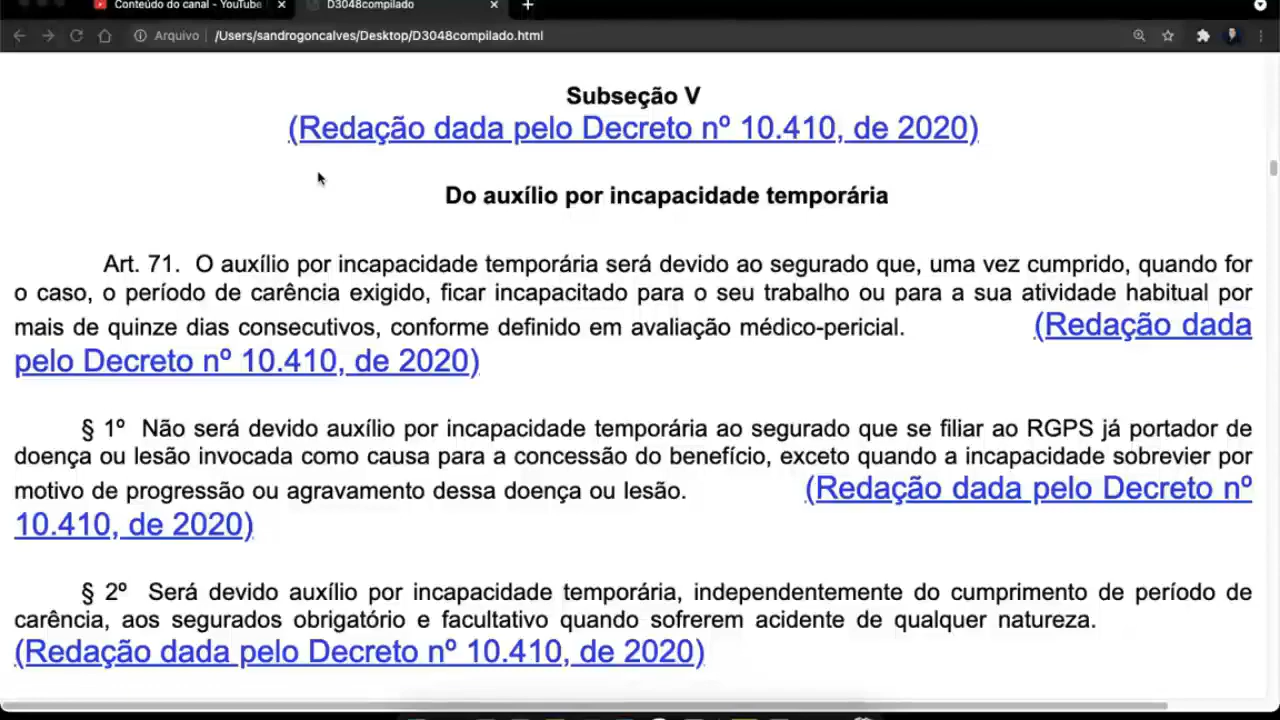 Conteúdo do canal - YouTube
D3048compilado
Arquivo /Users/sandrogoncalves/Desktop/D3048compilado.html
Subseção V
(Redação dada pelo Decreto nº 10.410, de 2020)
Do auxílio por incapacidade temporária
Art. 71. O auxílio por incapacidade temporária será devido ao segurado que, uma vez cumprido, quando for
o caso, o período de carência exigido, ficar incapacitado para o seu trabalho ou para a sua atividade habitual por
mais de quinze dias consecutivos, conforme definido em avaliação médico-pericial. (Redação dada
pelo Decreto nº 10.410, de 2020)
§ 1º Não será devido auxílio por incapacidade temporária ao segurado que se filiar ao RGPS já portador de
doença ou lesão invocada como causa para a concessão do benefício, exceto quando a incapacidade sobrevier por
motivo de progressão ou agravamento dessa doença ou lesão. (Redação dada pelo Decreto nº
10.410, de 2020)
§ 2º Será devido auxílio por incapacidade temporária, independentemente do cumprimento de período de
carência, aos segurados obrigatório e facultativo quando sofrerem acidente de qualquer natureza.
(Redação dada pelo Decreto nº 10.410, de 2020)